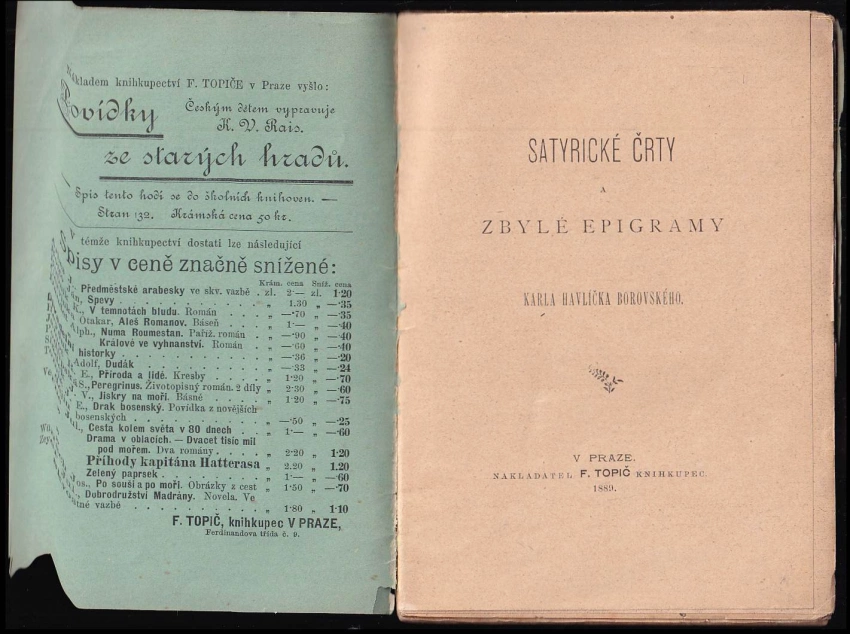 kladem knihkupectví F. TOPIČE v Praze vyšlo:
Povídky
Českým dětem vypravuje
K. V. Rais.
ze starých hradů.
Spis tento hodí se do školních knihoven. —
Stran 132. Krámská cena 50 kr.
V témže knihkupectví dostati lze následující
Spisy v ceně značně snížené:
Krám. cena Sníž. cena
Předměstské arabesky ve skv. vazbě . zl. 2·— zl. 1·20
Spevy . . . „ 1.30 „ —·35
V temnotách bludu. Román . . . „ —·70 „ —·35
Otakar, Aleš Romanov. Báseň . . . „ 1·— „ —·40
Alph., Numa Roumestan. Paříž. román . „ —·90 „ —·40
Králové ve vyhnanství. Román . „ —·60 „ —·40
historky . . . „ —·36 „ —·20
Adolf, Dudák . . . „ —·33 „ —·24
E., Příroda a lidé. Kresby . . . „ 1·20 „ —·70
Peregrinus. Životopisný román. 2 díly „ 2·30 „ —·60
V., Jiskry na moři. Básně . . . „ 1·20 „ —·75
E., Drak bosenský. Povídka z novějších
bosenských . . . „ —·50 „ —·25
Cesta kolem světa v 80 dnech . . „ 1·— „ —·60
Drama v oblacích. — Dvacet tisíc mil
pod mořem. Dva romány . . . „ 2·20 „ 1·20
Příhody kapitána Hatterasa „ 2.20 „ 1.20
Zelený paprsek . . . „ 1·— „ —·60
Po souši a po moři. Obrázky z cest „ 1·50 „ —·70
Dobrodružství Madrány. Novela. Ve
vazbě . . . „ 1·80 „ 1·10
F. TOPIČ, knihkupec V PRAZE,
Ferdinandova třída č. 9.
SATYRICKÉ ČRTY
A
ZBYLÉ EPIGRAMY
KARLA HAVLÍČKA BOROVSKÉHO.
V PRAZE.
NAKLADATEL F. TOPIČ KNIHKUPEC.
1889.